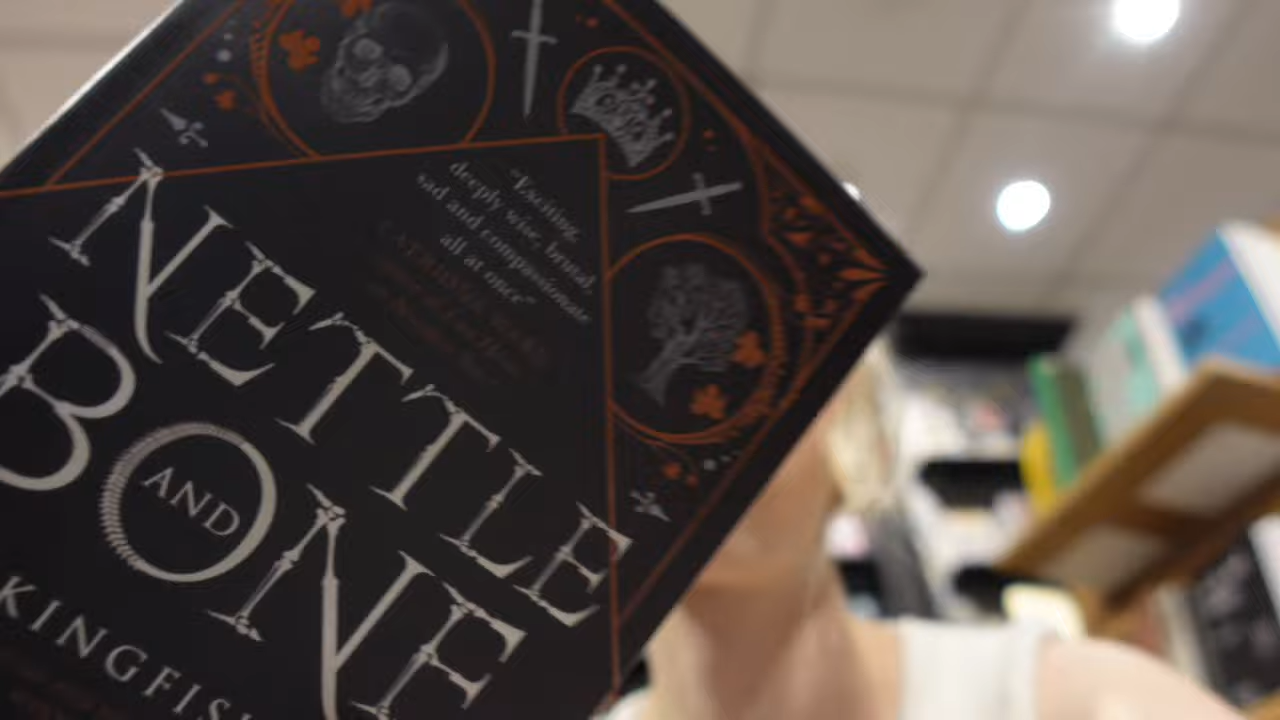 "Exciting,
deeply wise, brutal,
sad and compassionate
all at once"
NETTLE
AND
BONE
KINGFIS